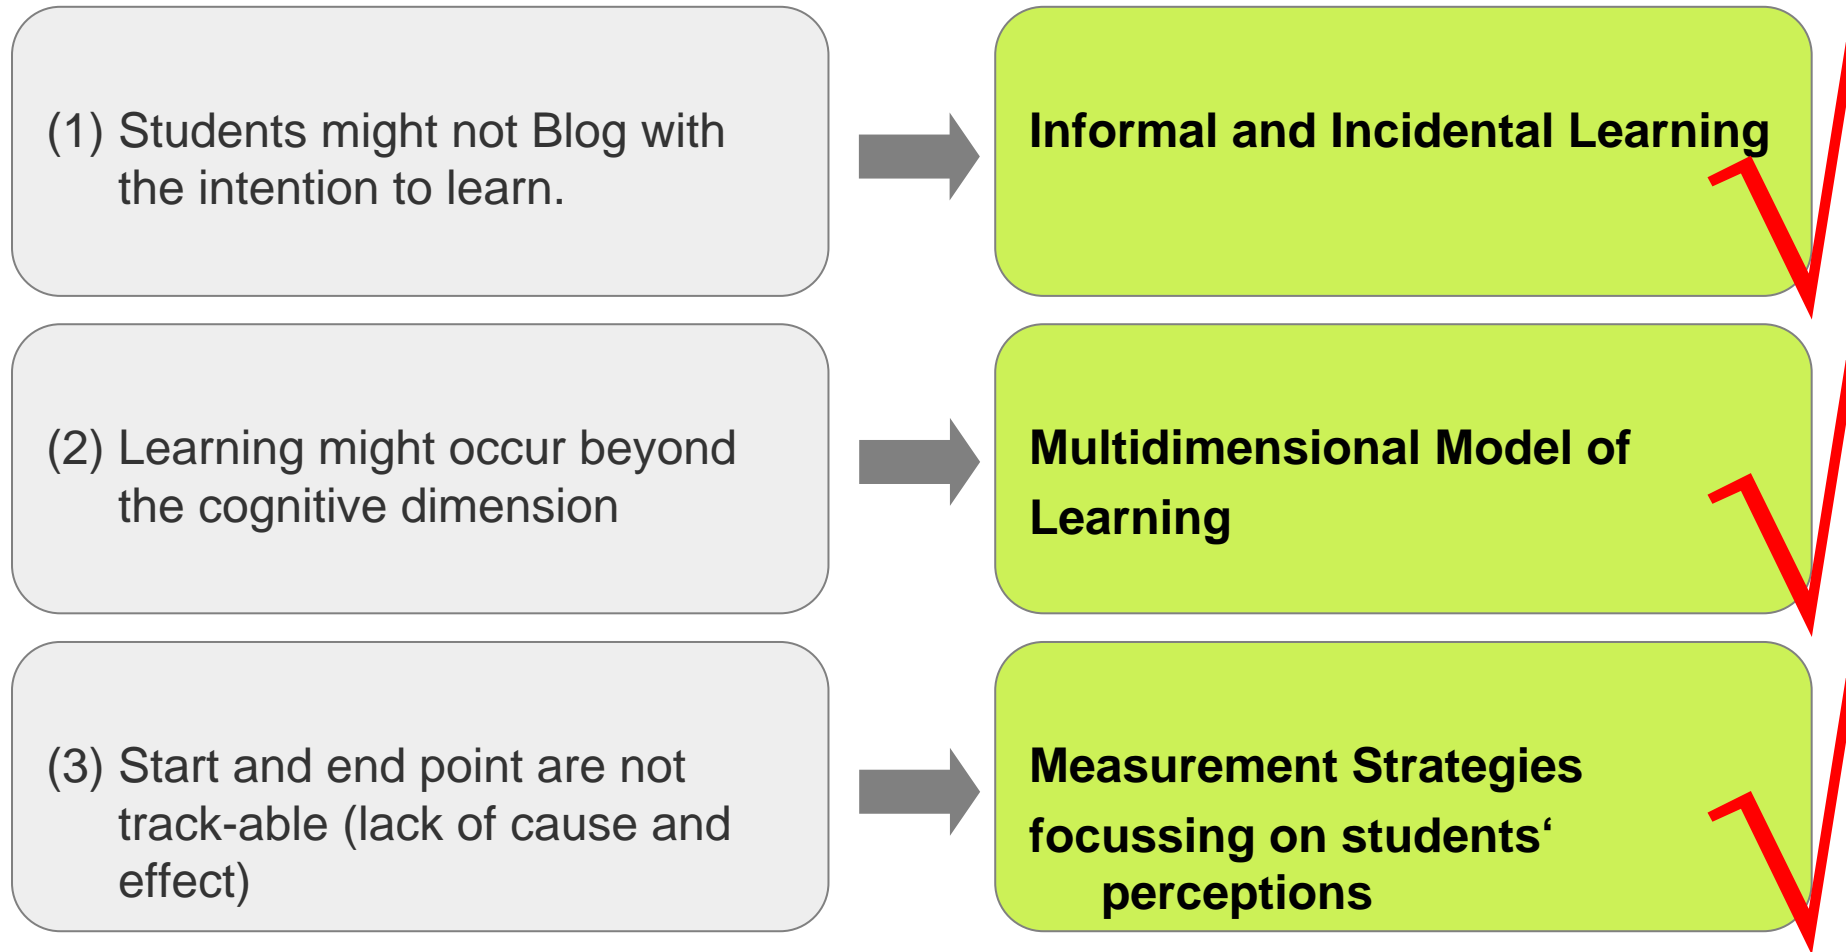 (1) Students might not Blog with
the intention to learn.
Informal and Incidental Learning
(2) Learning might occur beyond
the cognitive dimension
Multidimensional Model of
Learning
(3) Start and end point are not
track-able (lack of cause and
effect)
Measurement Strategies
focussing on students‘
perceptions